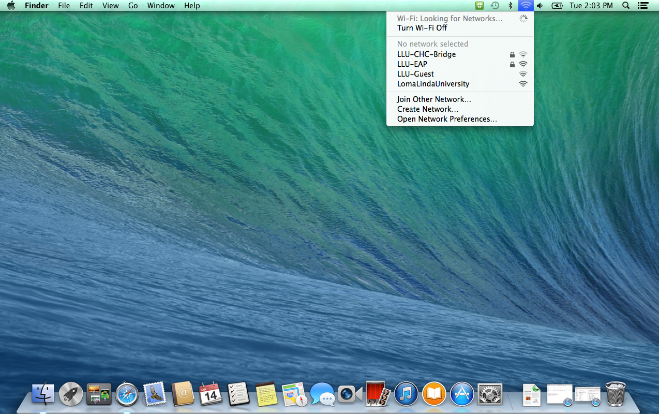 Finder File Edit View Go Window Help Tue 2:03 PM
Wi-Fi: Looking for Networks...
Turn Wi-Fi Off
No network selected
LLU-CHC-Bridge
LLU-EAP
LLU-Guest
LomaLindaUniversity
Join Other Network...
Create Network...
Open Network Preferences...
14